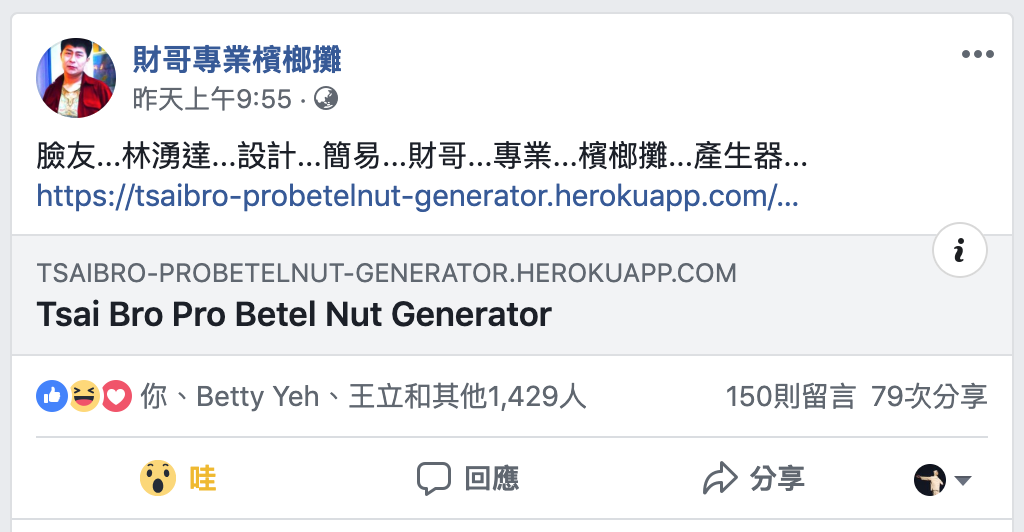 財哥專業檳榔攤
昨天上午9:55 ·
臉友...林湧達...設計...簡易...財哥...專業...檳榔攤...產生器...
https://tsaibro-probetelnut-generator.herokuapp.com/...
TSAIBRO-PROBETELNUT-GENERATOR.HEROKUAPP.COM
i
Tsai Bro Pro Betel Nut Generator
你、Betty Yeh、王立和其他1,429人 150則留言 79次分享
哇 回應 分享